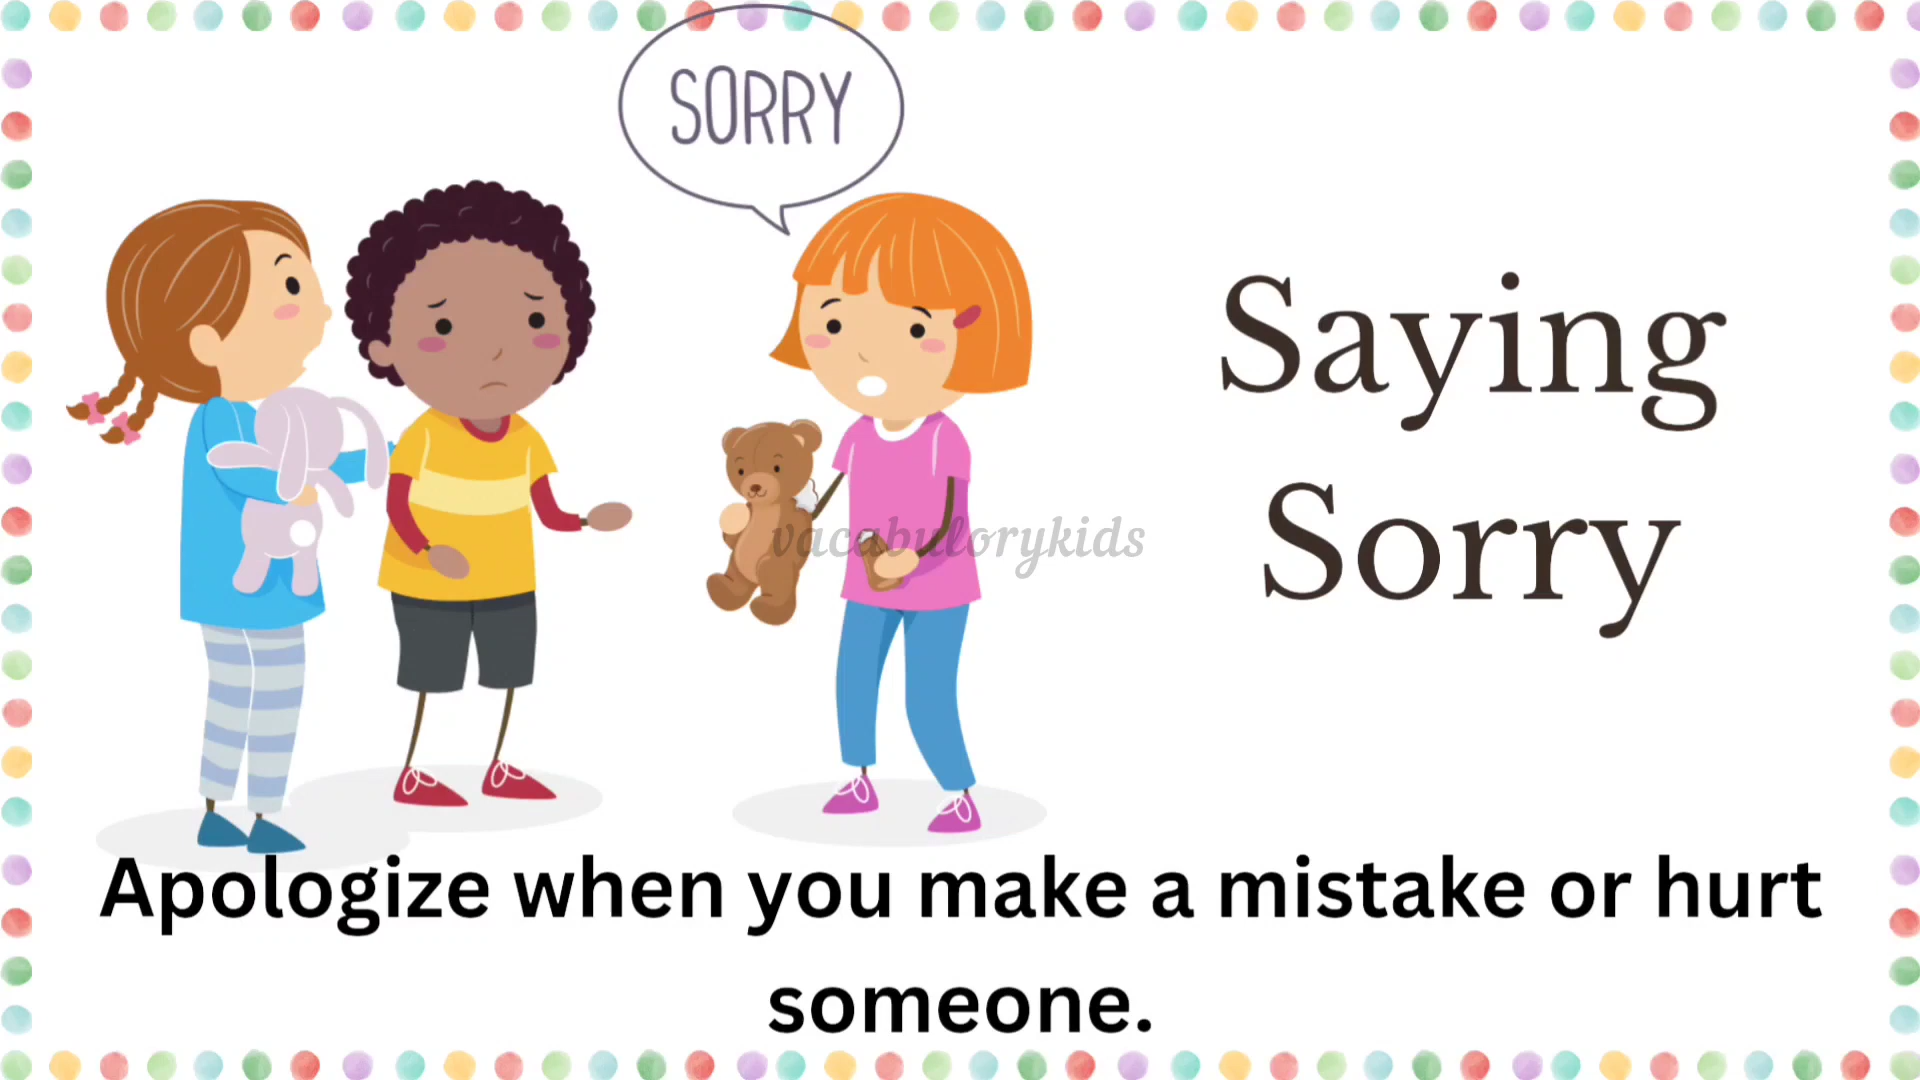 SORRY
Saying
Sorry
vacabulorykids
Apologize when you make a mistake or hurt
someone.